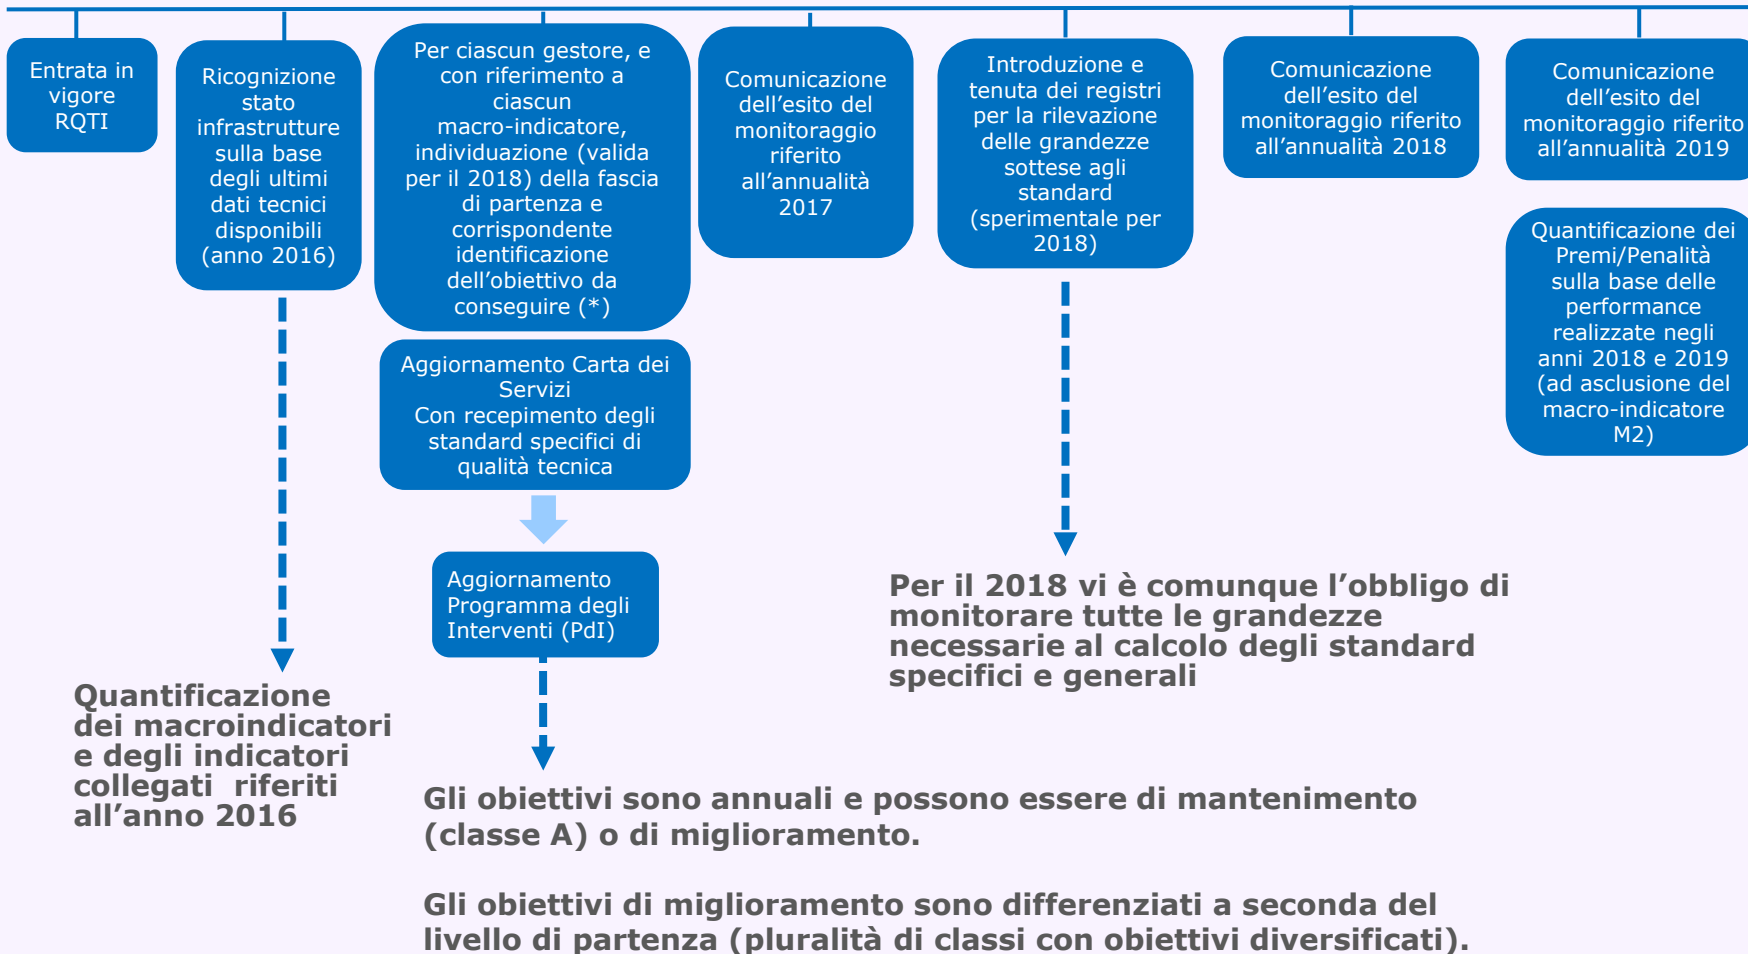 Entrata in
vigore
RQTI
Ricognizione
stato
infrastrutture
sulla base
degli ultimi
dati tecnici
disponibili
(anno 2016)
Quantificazione
dei macroindicatori
e degli indicatori
collegati  riferiti
all’anno 2016
Per ciascun gestore, e
con riferimento a
ciascun
macro-indicatore,
individuazione (valida
per il 2018) della fascia
di partenza e
corrispondente
identificazione
dell’obiettivo da
conseguire (*)
Aggiornamento Carta dei
Servizi
Con recepimento degli
standard specifici di
qualità tecnica
Aggiornamento
Programma degli
Interventi (PdI)
Gli obiettivi sono annuali e possono essere di mantenimento
(classe A) o di miglioramento.
Gli obiettivi di miglioramento sono differenziati a seconda del
livello di partenza (pluralità di classi con obiettivi diversificati).
Comunicazione
dell’esito del
monitoraggio
riferito
all’annualità
2017
Introduzione e
tenuta dei registri
per la rilevazione
delle grandezze
sottese agli
standard
(sperimentale per
2018)
Per il 2018 vi è comunque l’obbligo di
monitorare tutte le grandezze
necessarie al calcolo degli standard
specifici e generali
Comunicazione
dell’esito del
monitoraggio riferito
all’annualità 2018
Comunicazione
dell’esito del
monitoraggio riferito
all’annualità 2019
Quantificazione dei
Premi/Penalità
sulla base delle
performance
realizzate negli
anni 2018 e 2019
(ad asclusione del
macro-indicatore
M2)